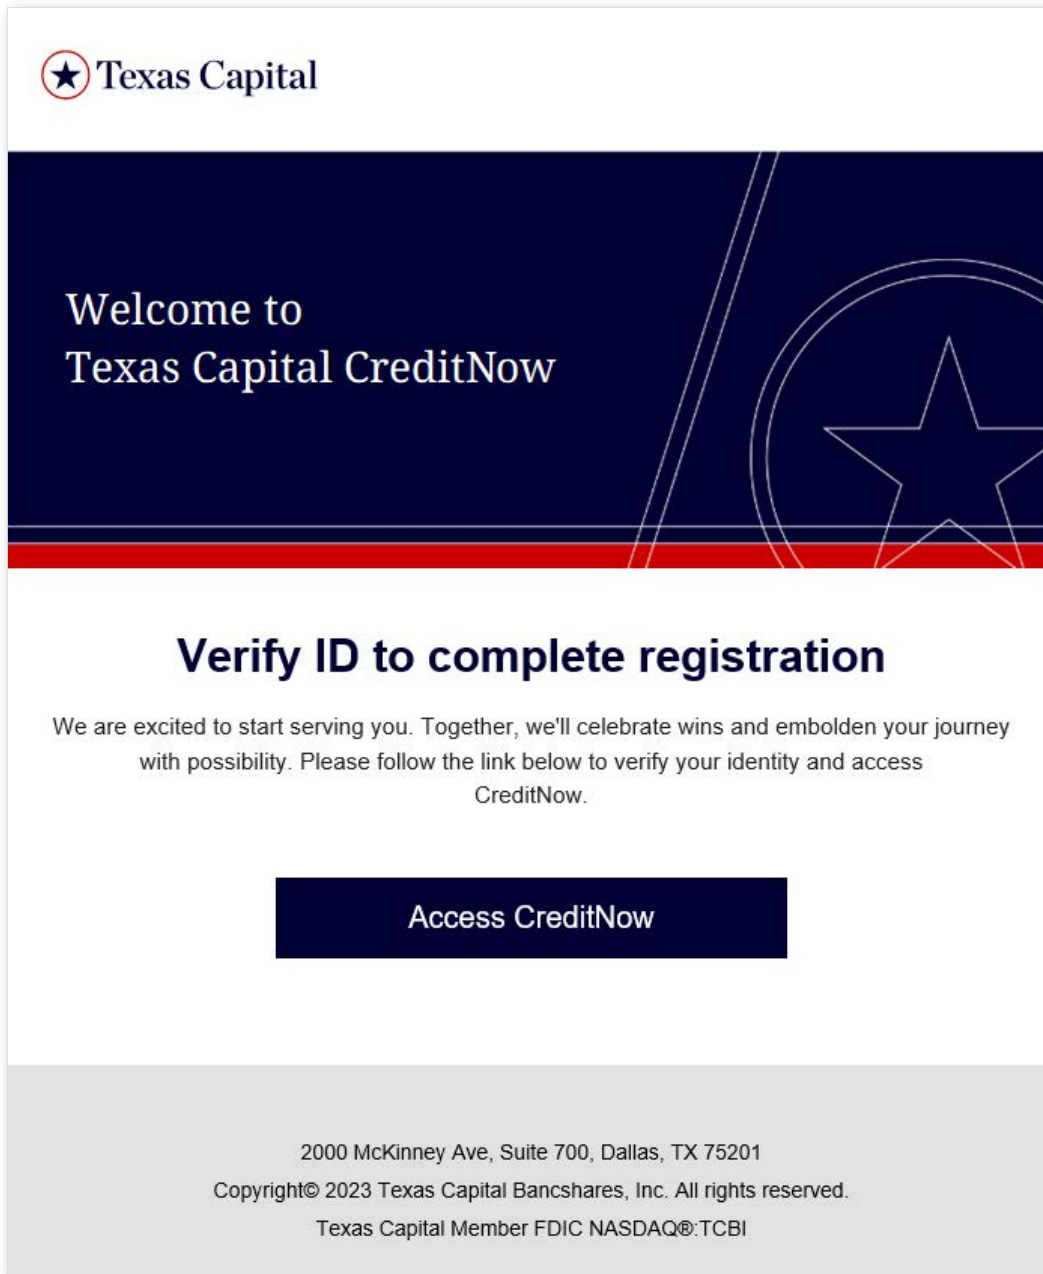 Texas Capital
Welcome to
Texas Capital CreditNow
Verify ID to complete registration
We are excited to start serving you. Together, we'll celebrate wins and embolden your journey
with possibility. Please follow the link below to verify your identity and access
CreditNow.
Access CreditNow
2000 McKinney Ave, Suite 700, Dallas, TX 75201
Copyright© 2023 Texas Capital Bancshares, Inc. All rights reserved.
Texas Capital Member FDIC NASDAQ®:TCBI